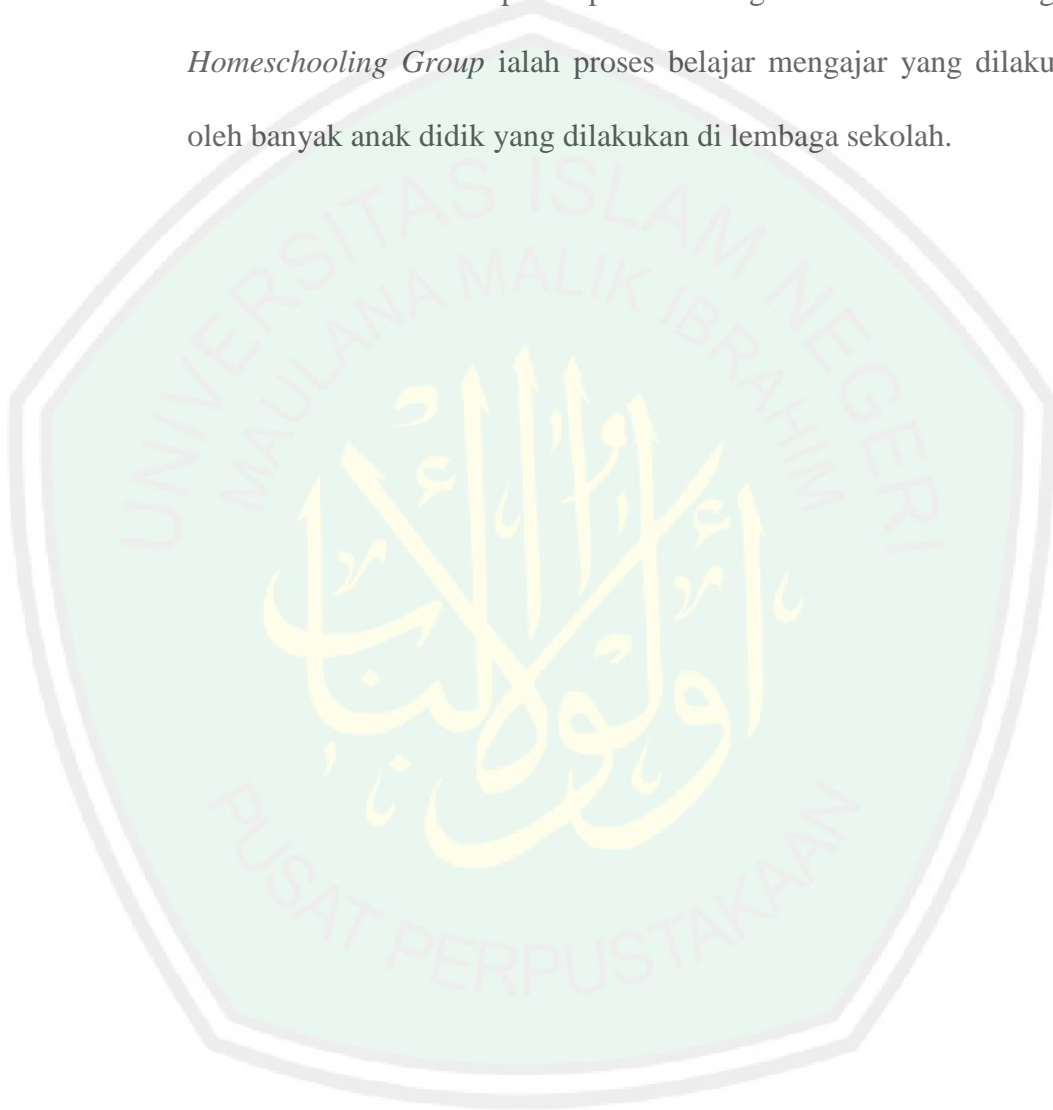 Homeschooling Group ialah proses belajar mengajar yang dilaku
oleh banyak anak didik yang dilakukan di lembaga sekolah.
UNIVERSITAS ISLAM NEGERI
MAULANA MALIK IBRAHIM
أولوا الألباب
PUSAT PERPUSTAKAAN